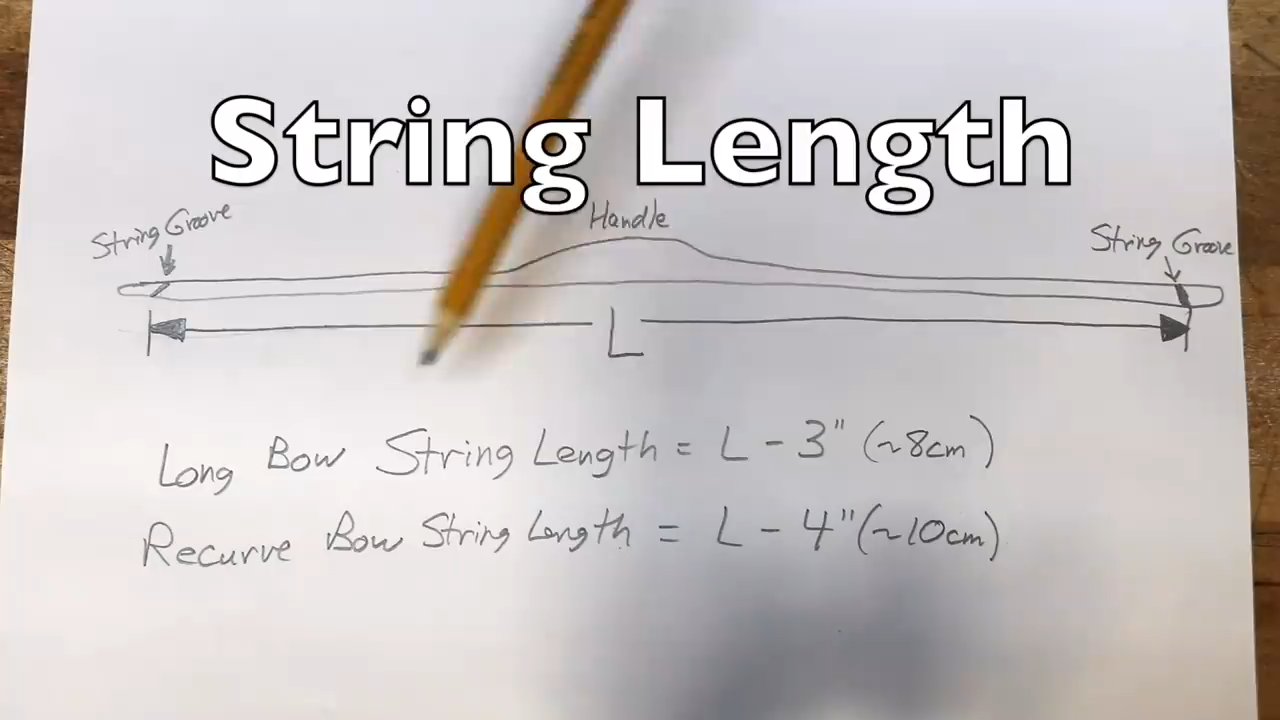 String Length
String Groove
Handle
String Groove
L
Long Bow String Length = L - 3" (~8cm)
Recurve Bow String Length = L - 4" (~10cm)